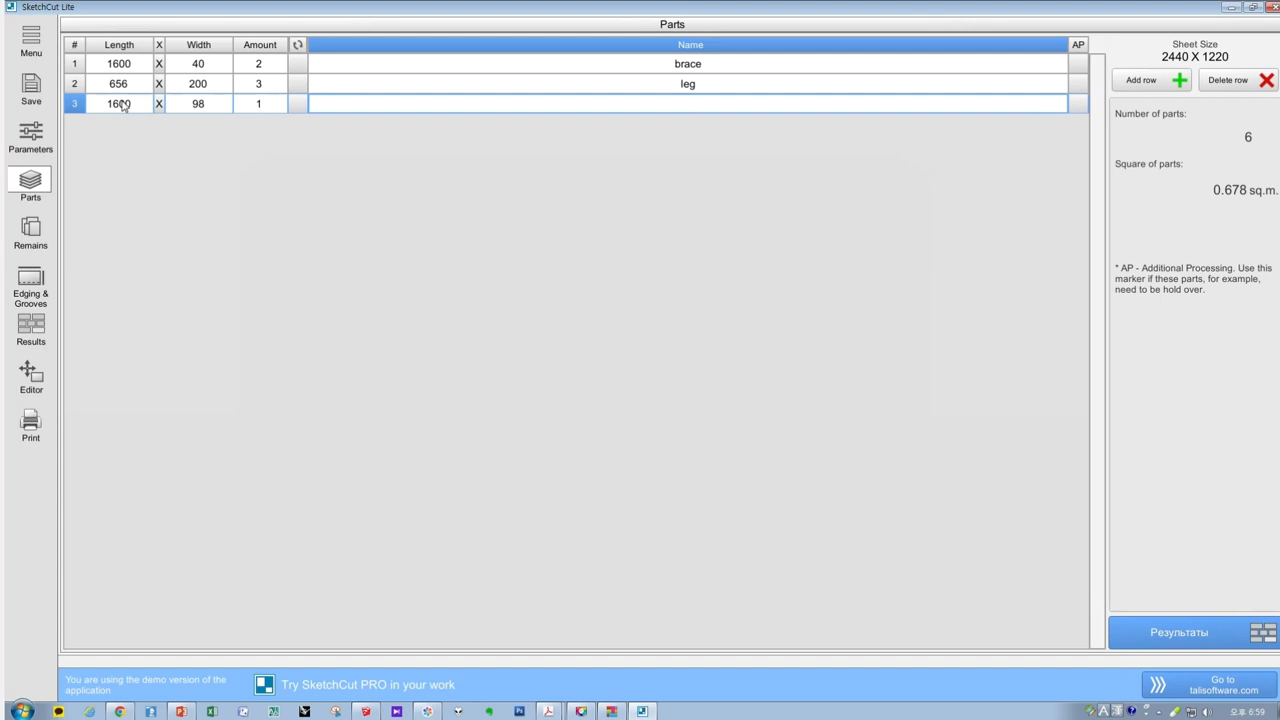 SketchCut Lite
Parts
Menu
Save
Parameters
Parts
Remains
Edging &
Grooves
Results
Editor
Print
# Length X Width Amount Name AP
1 1600 X 40 2 brace
2 656 X 200 3 leg
3 1600 X 98 1
Sheet Size
2440 X 1220
Add row
Delete row
Number of parts:
6
Square of parts:
0.678 sq.m.
* AP - Additional Processing. Use this
marker if these parts, for example,
need to be hold over.
Результаты
You are using the demo version of the
application
Try SketchCut PRO in your work
Go to
talisoftware.com
오후 6:59